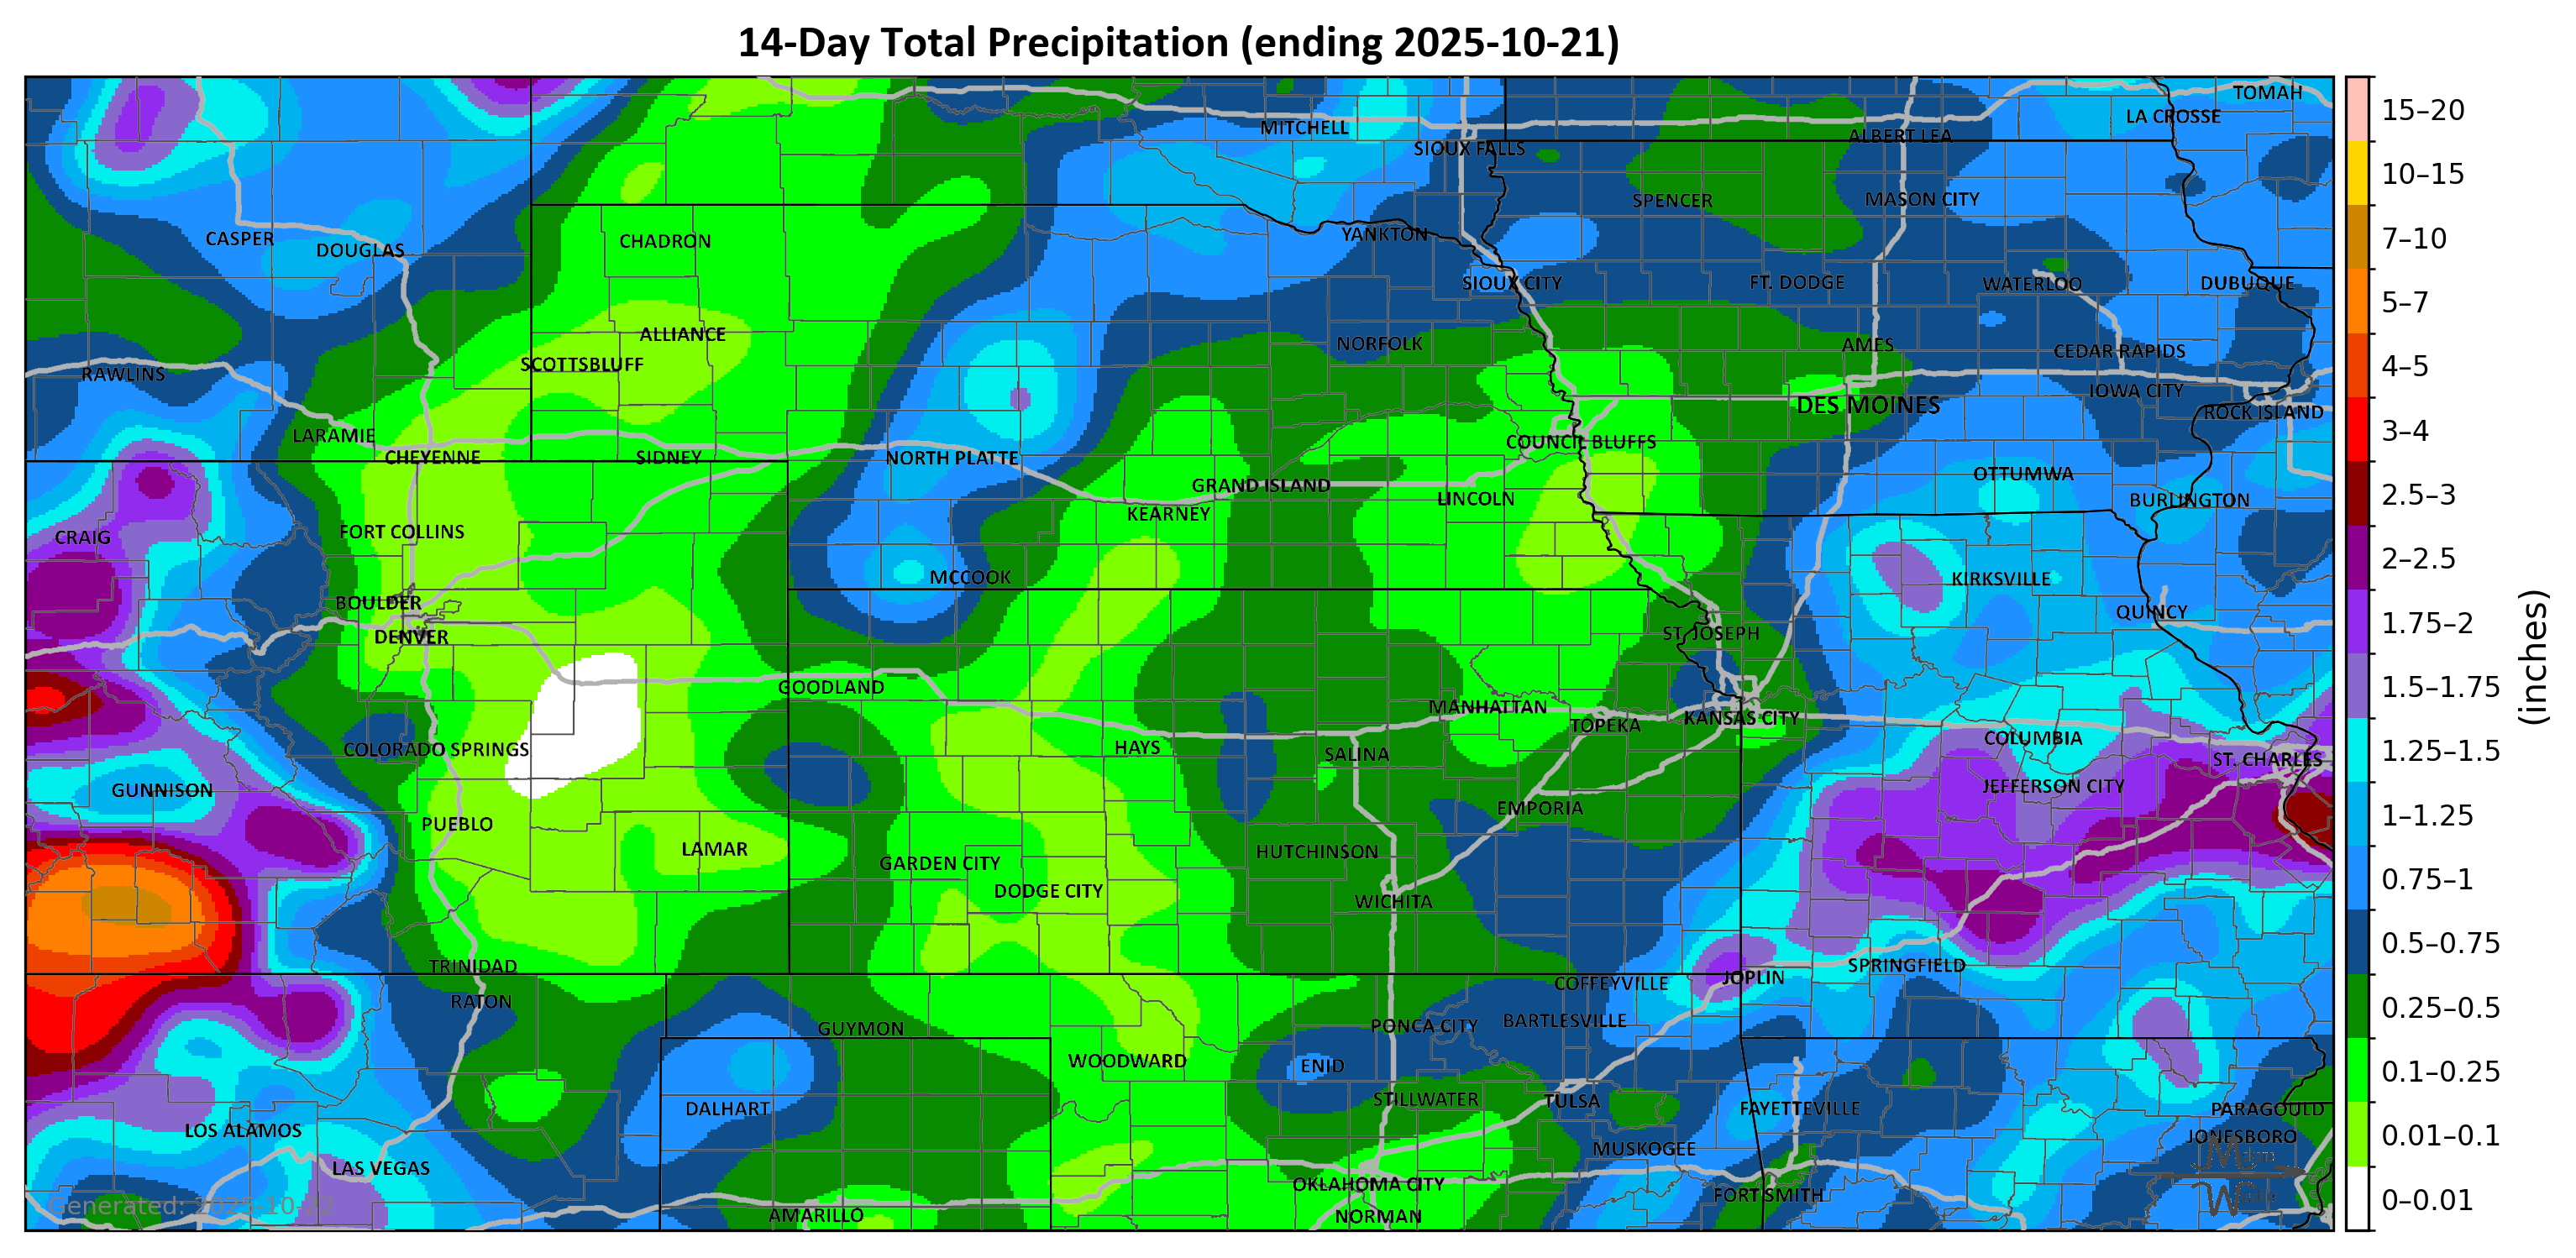 14-Day Total Precipitation (ending 2025-10-21)
TOMAH
LA CROSSE
MITCHELL
ALBERT LEA
SIOUX FALLS
SPENCER
MASON CITY
CASPER
DOUGLAS
CHADRON
YANKTON
SIOUX CITY
FT. DODGE
WATERLOO
DUBUQUE
ALLIANCE
NORFOLK
AMES
CEDAR RAPIDS
SCOTTSBLUFF
RAWLINS
IOWA CITY
DES MOINES
ROCK ISLAND
LARAMIE
COUNCIL BLUFFS
CHEYENNE
SIDNEY
NORTH PLATTE
OTTUMWA
GRAND ISLAND
LINCOLN
BURLINGTON
KEARNEY
FORT COLLINS
CRAIG
MCCOOK
KIRKSVILLE
BOULDER
QUINCY
DENVER
ST. JOSEPH
GOODLAND
MANHATTAN
KANSAS CITY
TOPEKA
COLUMBIA
COLORADO SPRINGS
HAYS
SALINA
ST. CHARLES
GUNNISON
JEFFERSON CITY
EMPORIA
PUEBLO
LAMAR
HUTCHINSON
GARDEN CITY
DODGE CITY
WICHITA
TRINIDAD
SPRINGFIELD
JOPLIN
COFFEYVILLE
RATON
GUYMON
PONCA CITY
BARTLESVILLE
WOODWARD
ENID
STILLWATER
TULSA
DALHART
FAYETTEVILLE
PARAGOULD
LOS ALAMOS
JONESBORO
MUSKOGEE
LAS VEGAS
OKLAHOMA CITY
FORT SMITH
AMARILLO
NORMAN
Generated: 2025-10-22
15–20
10–15
7–10
5–7
4–5
3–4
2.5–3
2–2.5
1.75–2
1.5–1.75
1.25–1.5
1–1.25
0.75–1
0.5–0.75
0.25–0.5
0.1–0.25
0.01–0.1
0–0.01
(inches)